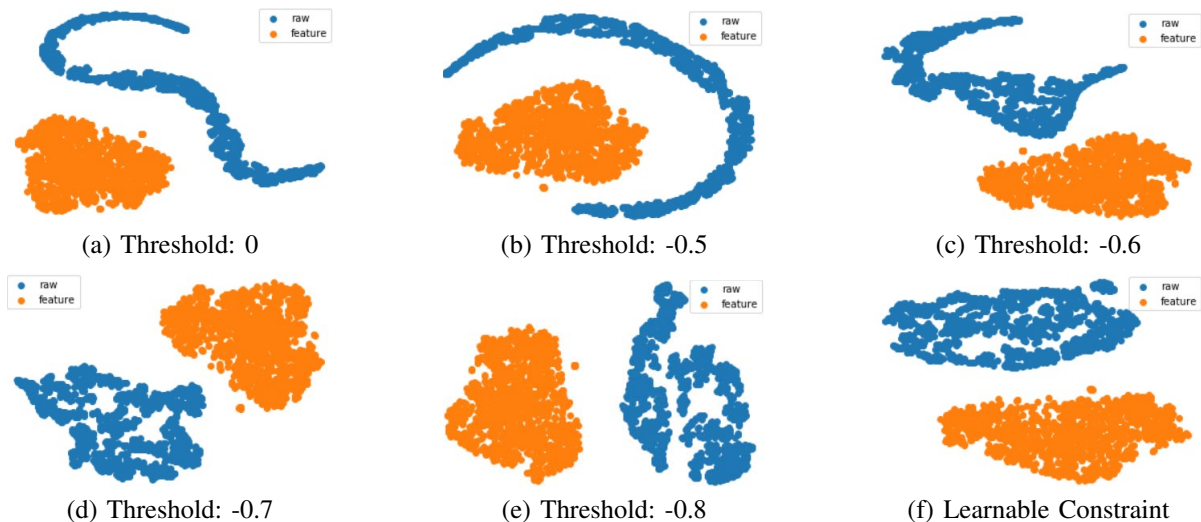 raw
feature
raw
feature
raw
feature
(a) Threshold: 0
(b) Threshold: -0.5
(c) Threshold: -0.6
raw
feature
raw
feature
raw
feature
(d) Threshold: -0.7
(e) Threshold: -0.8
(f) Learnable Constraint